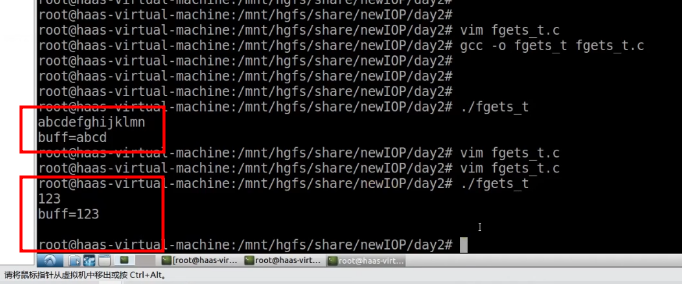 root@haas-virtual-machine:/mnt/hgfs/share/newIOP/day2#
root@haas-virtual-machine:/mnt/hgfs/share/newIOP/day2#
root@haas-virtual-machine:/mnt/hgfs/share/newIOP/day2# vim fgets_t.c
root@haas-virtual-machine:/mnt/hgfs/share/newIOP/day2# gcc -o fgets_t fgets_t.c
root@haas-virtual-machine:/mnt/hgfs/share/newIOP/day2#
root@haas-virtual-machine:/mnt/hgfs/share/newIOP/day2#
root@haas-virtual-machine:/mnt/hgfs/share/newIOP/day2#
root@haas-virtual-machine:/mnt/hgfs/share/newIOP/day2# ./fgets_t
abcdefghijklmn
buff=abcd
root@haas-virtual-machine:/mnt/hgfs/share/newIOP/day2# vim fgets_t.c
root@haas-virtual-machine:/mnt/hgfs/share/newIOP/day2# vim fgets_t.c
root@haas-virtual-machine:/mnt/hgfs/share/newIOP/day2# ./fgets_t
123
buff=123
root@haas-virtual-machine:/mnt/hgfs/share/newIOP/day2#
[root@haas-vir... root@haas-virt... root@haas-virt...
请将鼠标指针从虚拟机中移出或按 Ctrl+Alt。